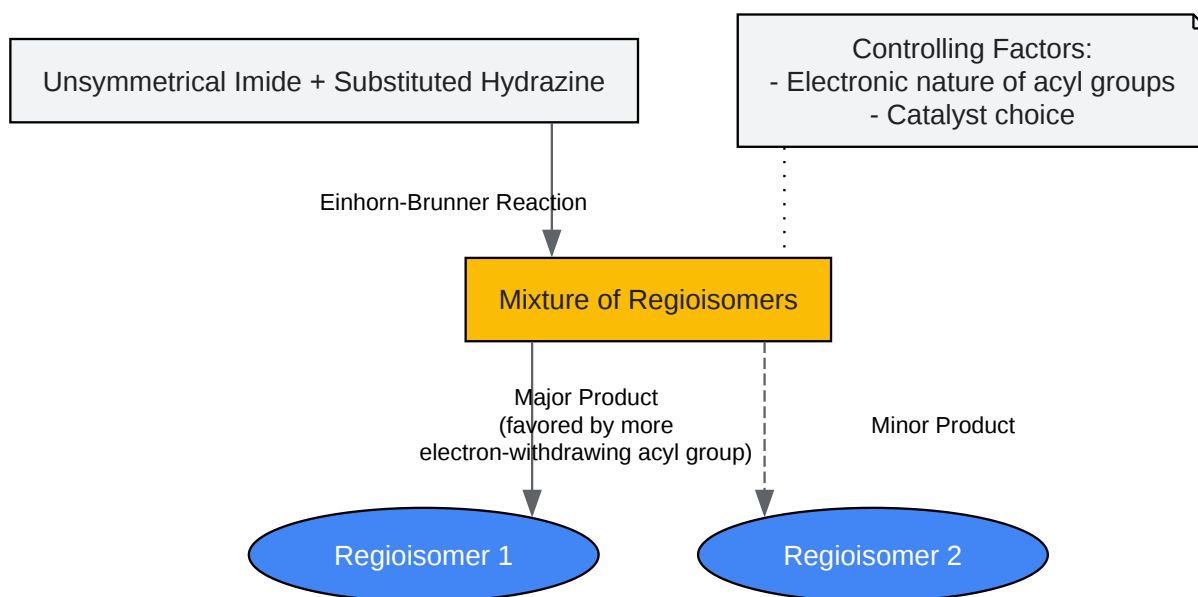 Unsymmetrical Imide + Substituted Hydrazine
Controlling Factors:
- Electronic nature of acyl groups
- Catalyst choice
Einhorn-Brunner Reaction
Mixture of Regioisomers
Major Product
(favored by more
electron-withdrawing acyl group)
Minor Product
Regioisomer 1
Regioisomer 2